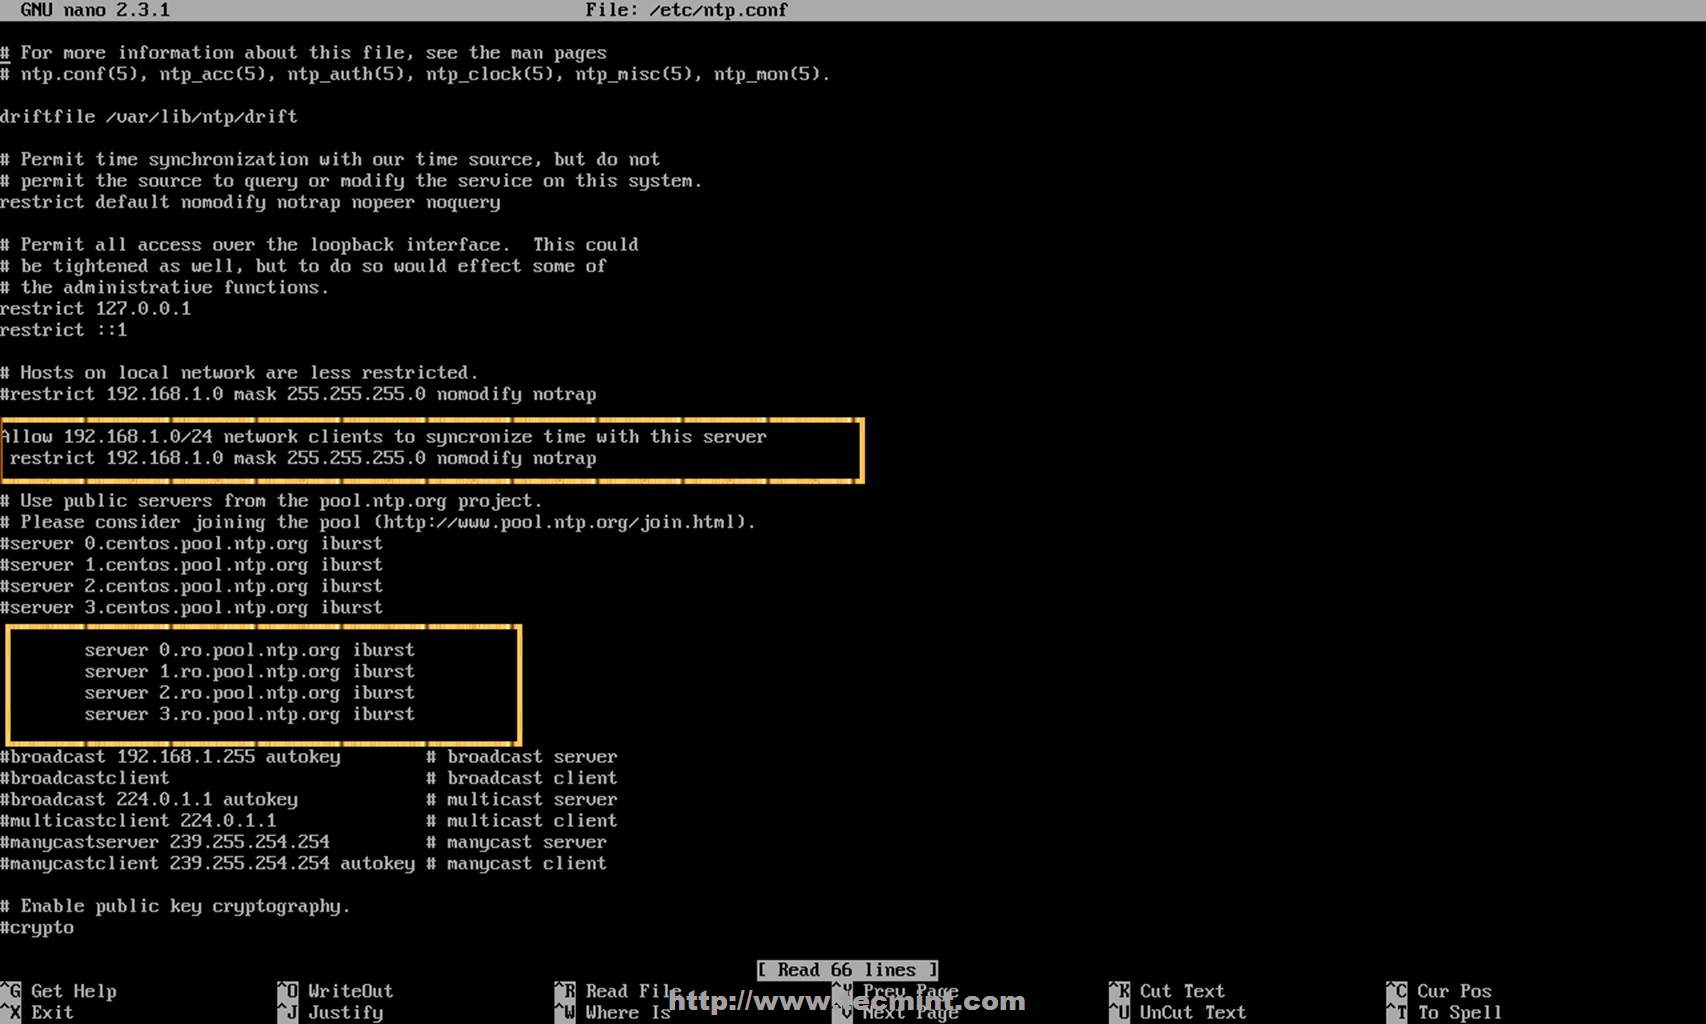 GNU nano 2.3.1 File: /etc/ntp.conf
# For more information about this file, see the man pages
# ntp.conf(5), ntp_acc(5), ntp_auth(5), ntp_clock(5), ntp_misc(5), ntp_mon(5).
driftfile /var/lib/ntp/drift
# Permit time synchronization with our time source, but do not
# permit the source to query or modify the service on this system.
restrict default nomodify notrap nopeer noquery
# Permit all access over the loopback interface.  This could
# be tightened as well, but to do so would effect some of
# the administrative functions.
restrict 127.0.0.1
restrict ::1
# Hosts on local network are less restricted.
#restrict 192.168.1.0 mask 255.255.255.0 nomodify notrap
Allow 192.168.1.0/24 network clients to syncronize time with this server
restrict 192.168.1.0 mask 255.255.255.0 nomodify notrap
# Use public servers from the pool.ntp.org project.
# Please consider joining the pool (http://www.pool.ntp.org/join.html).
#server 0.centos.pool.ntp.org iburst
#server 1.centos.pool.ntp.org iburst
#server 2.centos.pool.ntp.org iburst
#server 3.centos.pool.ntp.org iburst
server 0.ro.pool.ntp.org iburst
server 1.ro.pool.ntp.org iburst
server 2.ro.pool.ntp.org iburst
server 3.ro.pool.ntp.org iburst
#broadcast 192.168.1.255 autokey # broadcast server
#broadcastclient # broadcast client
#broadcast 224.0.1.1 autokey # multicast server
#multicastclient 224.0.1.1 # multicast client
#manycastserver 239.255.254.254 # manycast server
#manycastclient 239.255.254.254 autokey # manycast client
# Enable public key cryptography.
#crypto
[ Read 66 lines ]
^G Get Help ^O WriteOut ^R Read File ^Y Prev Page ^K Cut Text ^C Cur Pos
^X Exit ^J Justify ^W Where Is ^V Next Page ^U UnCut Text ^T To Spell
http://www.tecmint.com